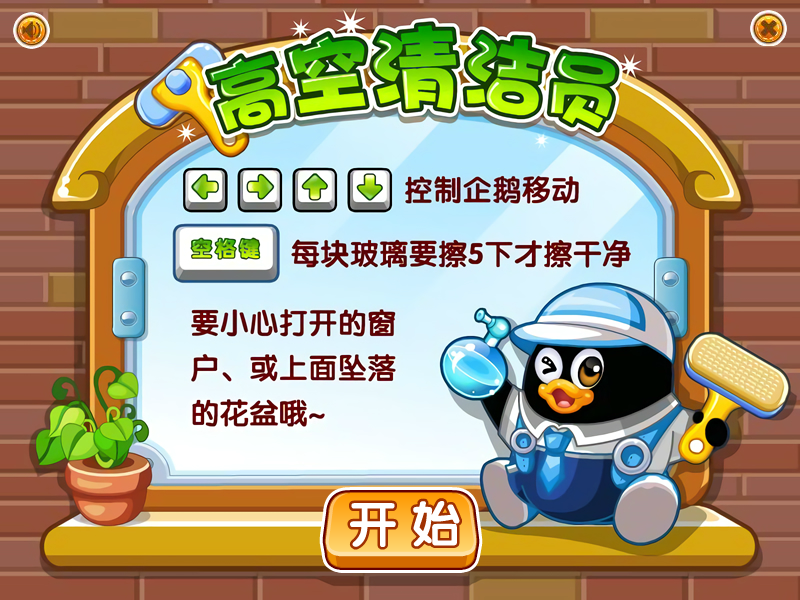 高空清洁员
控制企鹅移动
空格键 每块玻璃要擦5下才擦干净
要小心打开的窗
户、或上面坠落
的花盆哦~
开始